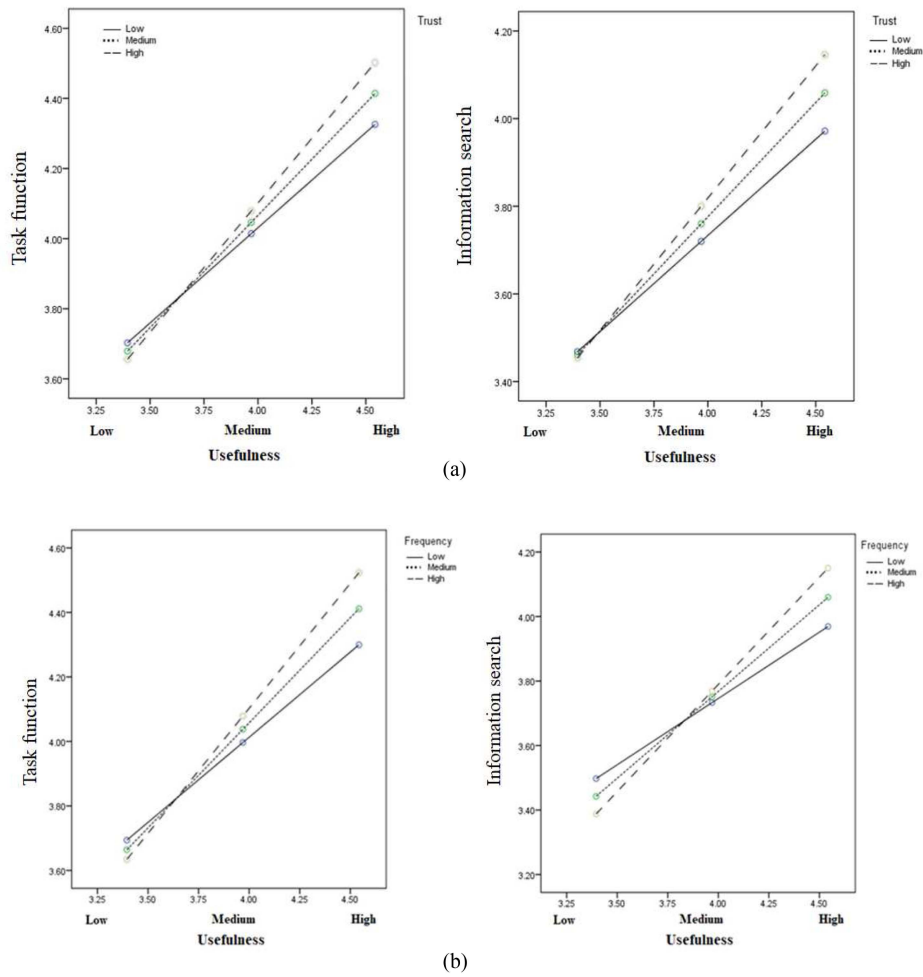 Trust
Low
Medium
High
4.60
4.40
4.20
4.00
3.80
3.60
Task function
3.25
3.50
3.75
4.00
4.25
4.50
Low
Medium
High
Usefulness
Trust
Low
Medium
High
4.20
4.00
3.80
3.60
3.40
Information search
3.25
3.50
3.75
4.00
4.25
4.50
Low
Medium
High
Usefulness
(a)
Frequency
Low
Medium
High
4.60
4.40
4.20
4.00
3.80
3.60
Task function
3.25
3.50
3.75
4.00
4.25
4.50
Low
Medium
High
Usefulness
Frequency
Low
Medium
High
4.20
4.00
3.80
3.60
3.40
3.20
Information search
3.25
3.50
3.75
4.00
4.25
4.50
Low
Medium
High
Usefulness
(b)